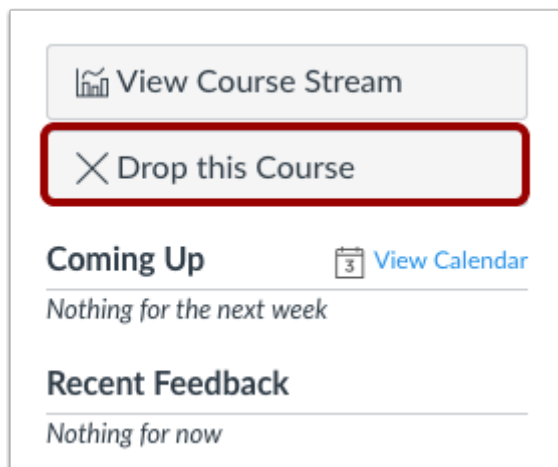 View Course Stream
Drop this Course
Coming Up 3 View Calendar
Nothing for the next week
Recent Feedback
Nothing for now